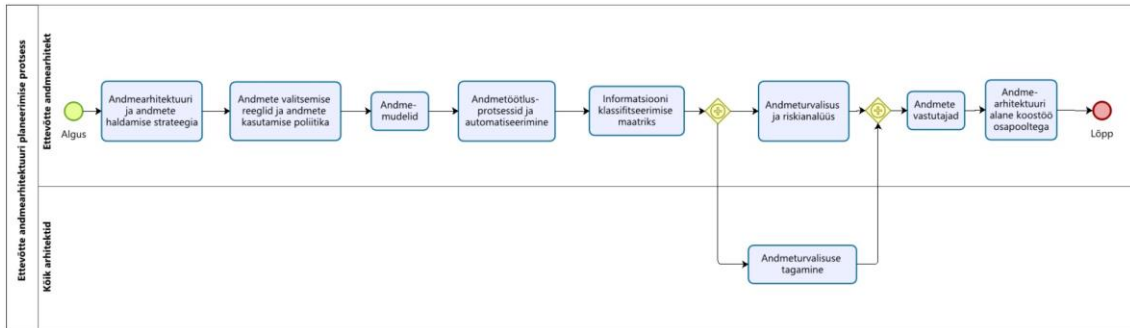 Ettevõtte andmearhitektuuri planeerimise protsess
Ettevõtte andmearhitekt
Algus
Andmearhitektuuri
ja andmete
haldamise strateegia
Andmete valitsemise
reeglid ja andmete
kasutamise poliitika
Andme-
mudelid
Andmetöötlus-
protsessid ja
automatiseerimine
Informatsiooni
klassifitseerimise
maatriks
Andmeturvalisus
ja riskianalüüs
Andmete
vastutajad
Andme-
arhitektuuri
alane koostöö
osapooltega
Lõpp
Kõik arhitektid
Andmeturvalisuse
tagamine